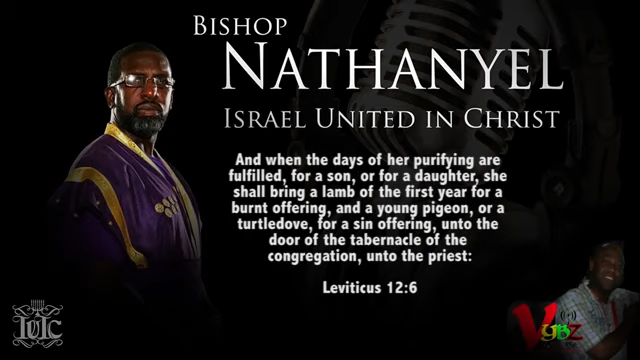 BISHOP
NATHANYEL
ISRAEL UNITED IN CHRIST
And when the days of her purifying are
fulfilled, for a son, or for a daughter, she
shall bring a lamb of the first year for a
burnt offering, and a young pigeon, or a
turtledove, for a sin offering, unto the
door of the tabernacle of the
congregation, unto the priest:
Leviticus 12:6
IUIC
VYBZ